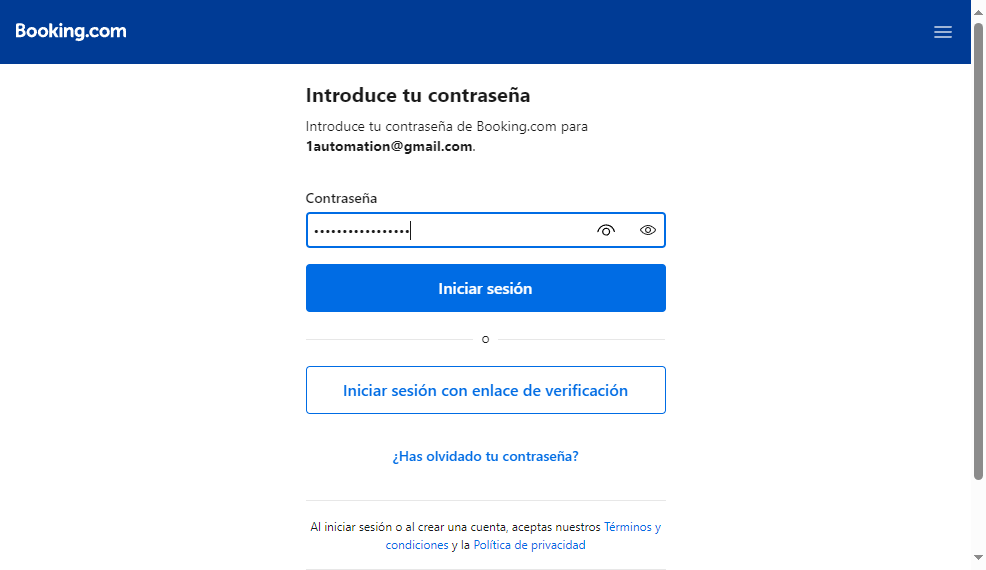 Booking.com
Introduce tu contraseña
Introduce tu contraseña de Booking.com para
1automation@gmail.com.
Contraseña
•••••••••••••••••
Iniciar sesión
o
Iniciar sesión con enlace de verificación
¿Has olvidado tu contraseña?
Al iniciar sesión o al crear una cuenta, aceptas nuestros Términos y
condiciones y la Política de privacidad